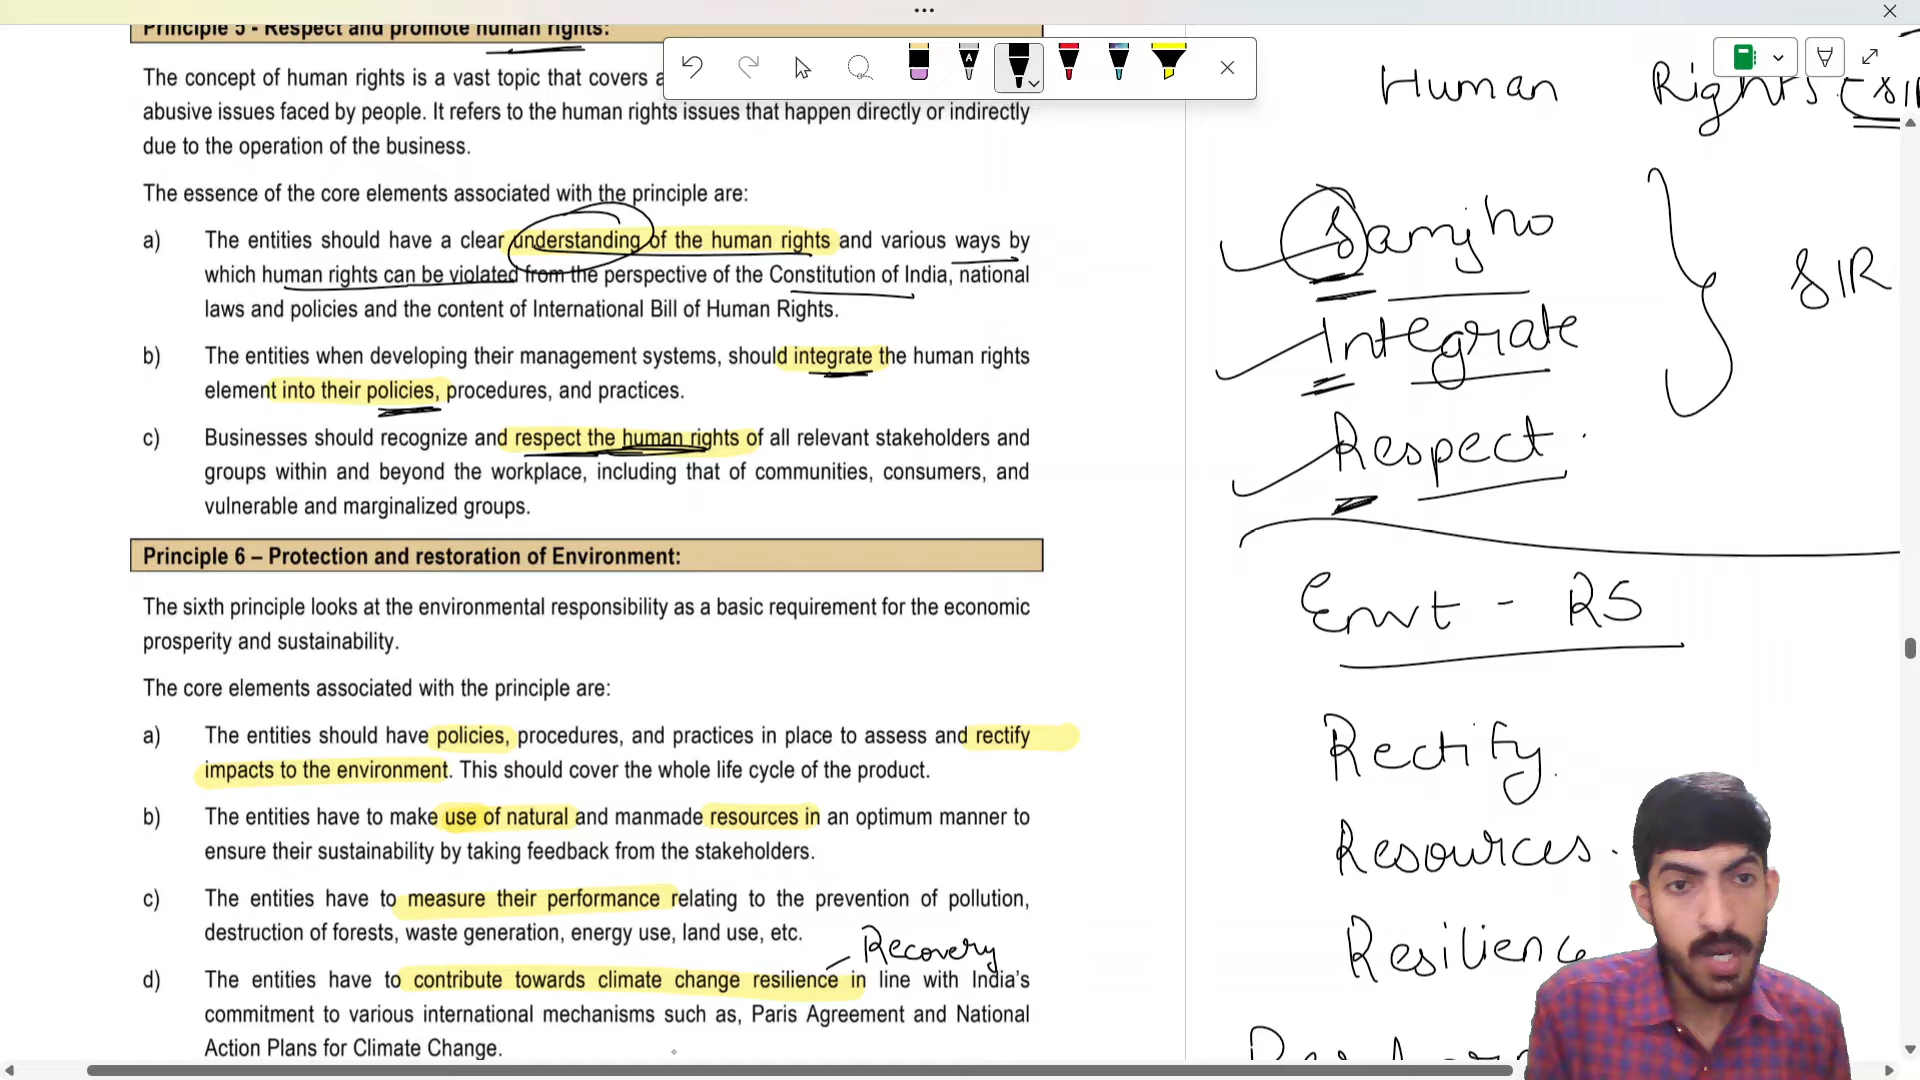 Principle 5 - Respect and promote human rights:
The concept of human rights is a vast topic that covers a
abusive issues faced by people. It refers to the human rights issues that happen directly or indirectly
due to the operation of the business.
The essence of the core elements associated with the principle are:
a) The entities should have a clear understanding of the human rights and various ways by
which human rights can be violated from the perspective of the Constitution of India, national
laws and policies and the content of International Bill of Human Rights.
b) The entities when developing their management systems, should integrate the human rights
element into their policies, procedures, and practices.
c) Businesses should recognize and respect the human rights of all relevant stakeholders and
groups within and beyond the workplace, including that of communities, consumers, and
vulnerable and marginalized groups.
Principle 6 – Protection and restoration of Environment:
The sixth principle looks at the environmental responsibility as a basic requirement for the economic
prosperity and sustainability.
The core elements associated with the principle are:
a) The entities should have policies, procedures, and practices in place to assess and rectify
impacts to the environment. This should cover the whole life cycle of the product.
b) The entities have to make use of natural and manmade resources in an optimum manner to
ensure their sustainability by taking feedback from the stakeholders.
c) The entities have to measure their performance relating to the prevention of pollution,
destruction of forests, waste generation, energy use, land use, etc.
Recovery
d) The entities have to contribute towards climate change resilience in line with India's
commitment to various international mechanisms such as, Paris Agreement and National
Action Plans for Climate Change.
Human Rights
Samjho
Integrate
Respect
SIR
Envt - RS
Rectify
Resources
Resilience